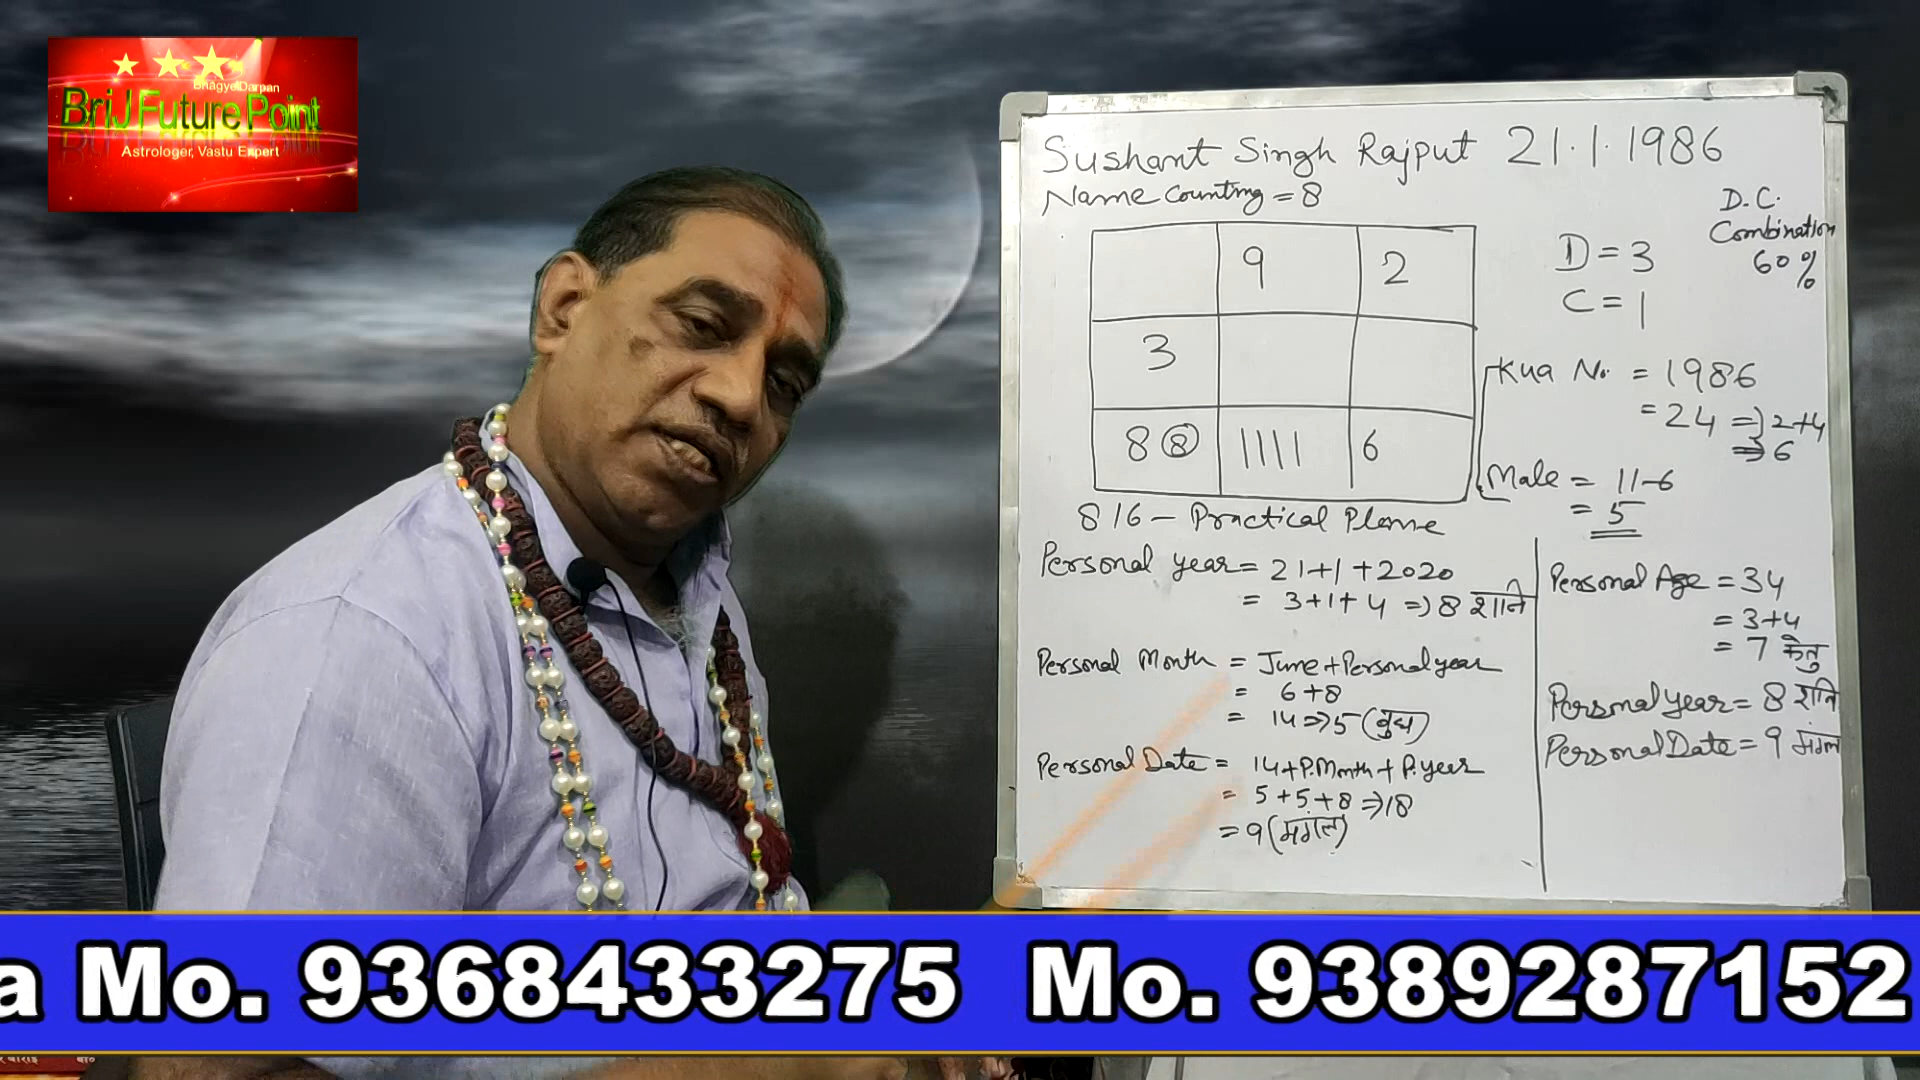 Bhagya Darpan
BriJ Future Point
Astrologer, Vastu Expert
Sushant Singh Rajput 21.1.1986
Name Counting = 8
D.C.
Combination
60%
9 2
3
8 8 |||| 6
D = 3
C = 1
Kua No. = 1986
= 24 => 2+4
=> 6
Male = 11-6
= 5
816 - Practical Plane
Personal year = 21+1+2020
= 3+1+4 => 8 शनि
Personal Month = June + Personal year
= 6+8
= 14 => 5 (बुध)
Personal Date = 14+P.Month+P.year
= 5+5+8 => 18
= 9 (मंगल)
Personal Age = 34
= 3+4
= 7 केतु
Personal year = 8 शनि
Personal Date = 9 मंगल
a Mo. 9368433275 Mo. 9389287152